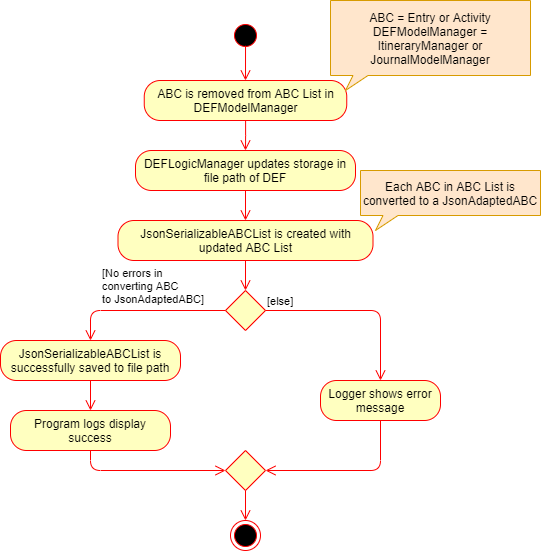 ABC = Entry or Activity
DEFModelManager =
ItineraryManager or
JournalModelManager
ABC is removed from ABC List in
DEFModelManager
DEFLogicManager updates storage in
file path of DEF
Each ABC in ABC List is
converted to a JsonAdaptedABC
JsonSerializableABCList is created with
updated ABC List
[No errors in
converting ABC
to JsonAdaptedABC]
[else]
JsonSerializableABCList is
successfully saved to file path
Logger shows error
message
Program logs display
success